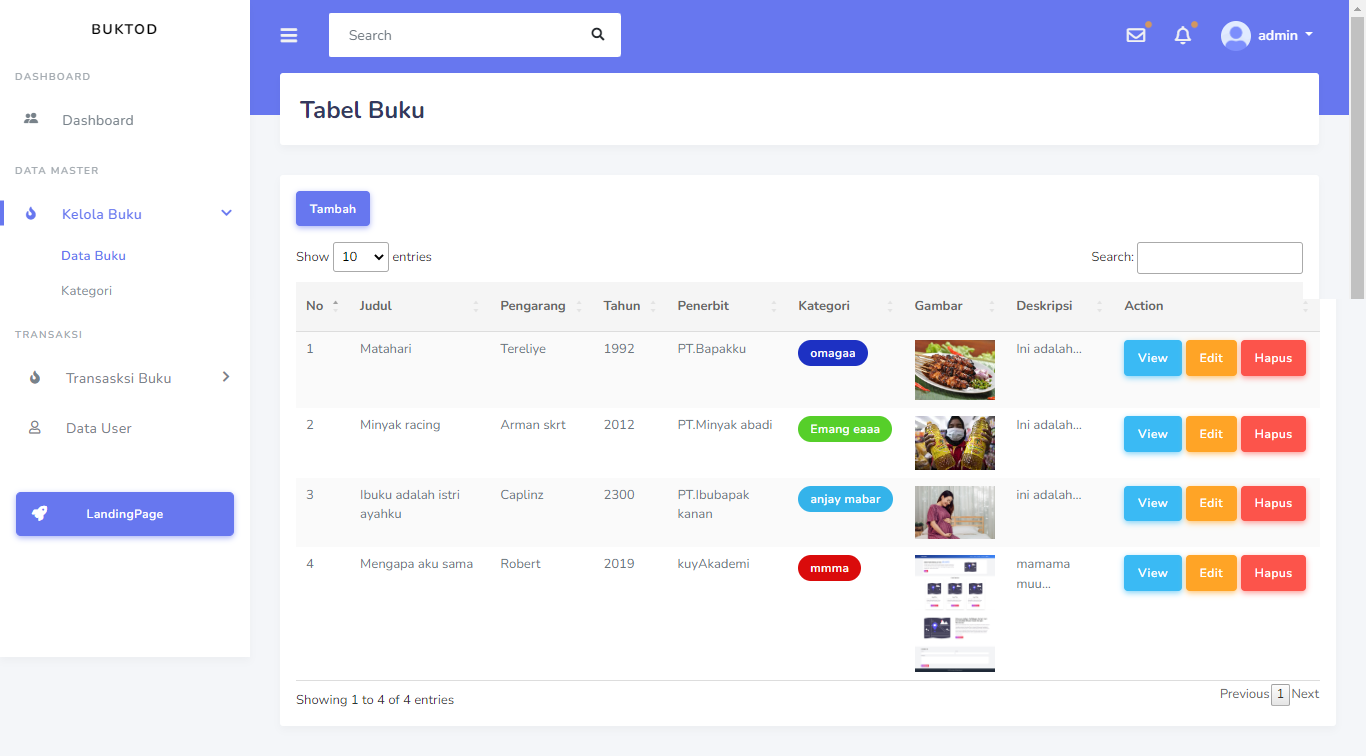 BUKTOD
DASHBOARD
Dashboard
DATA MASTER
Kelola Buku
Data Buku
Kategori
TRANSAKSI
Transasksi Buku
Data User
LandingPage
Search
admin
Tabel Buku
Tambah
Show 10 entries
Search:
No Judul Pengarang Tahun Penerbit Kategori Gambar Deskripsi Action
1 Matahari Tereliye 1992 PT.Bapakku omagaa Ini adalah... View Edit Hapus
2 Minyak racing Arman skrt 2012 PT.Minyak abadi Emang eaaa Ini adalah... View Edit Hapus
3 Ibuku adalah istri Caplinz 2300 PT.Ibubapak anjay mabar ini adalah... View Edit Hapus
ayahku kanan
4 Mengapa aku sama Robert 2019 kuyAkademi mmma mamama View Edit Hapus
muu...
Showing 1 to 4 of 4 entries
Previous 1 Next